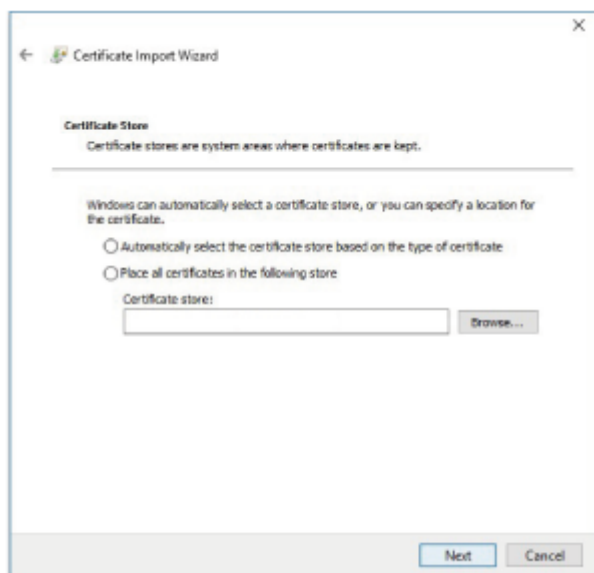 Certificate Import Wizard
Certificate Store
Certificate stores are system areas where certificates are kept.
Windows can automatically select a certificate store, or you can specify a location for
the certificate.
Automatically select the certificate store based on the type of certificate
Place all certificates in the following store
Certificate store:
Browse...
Next
Cancel